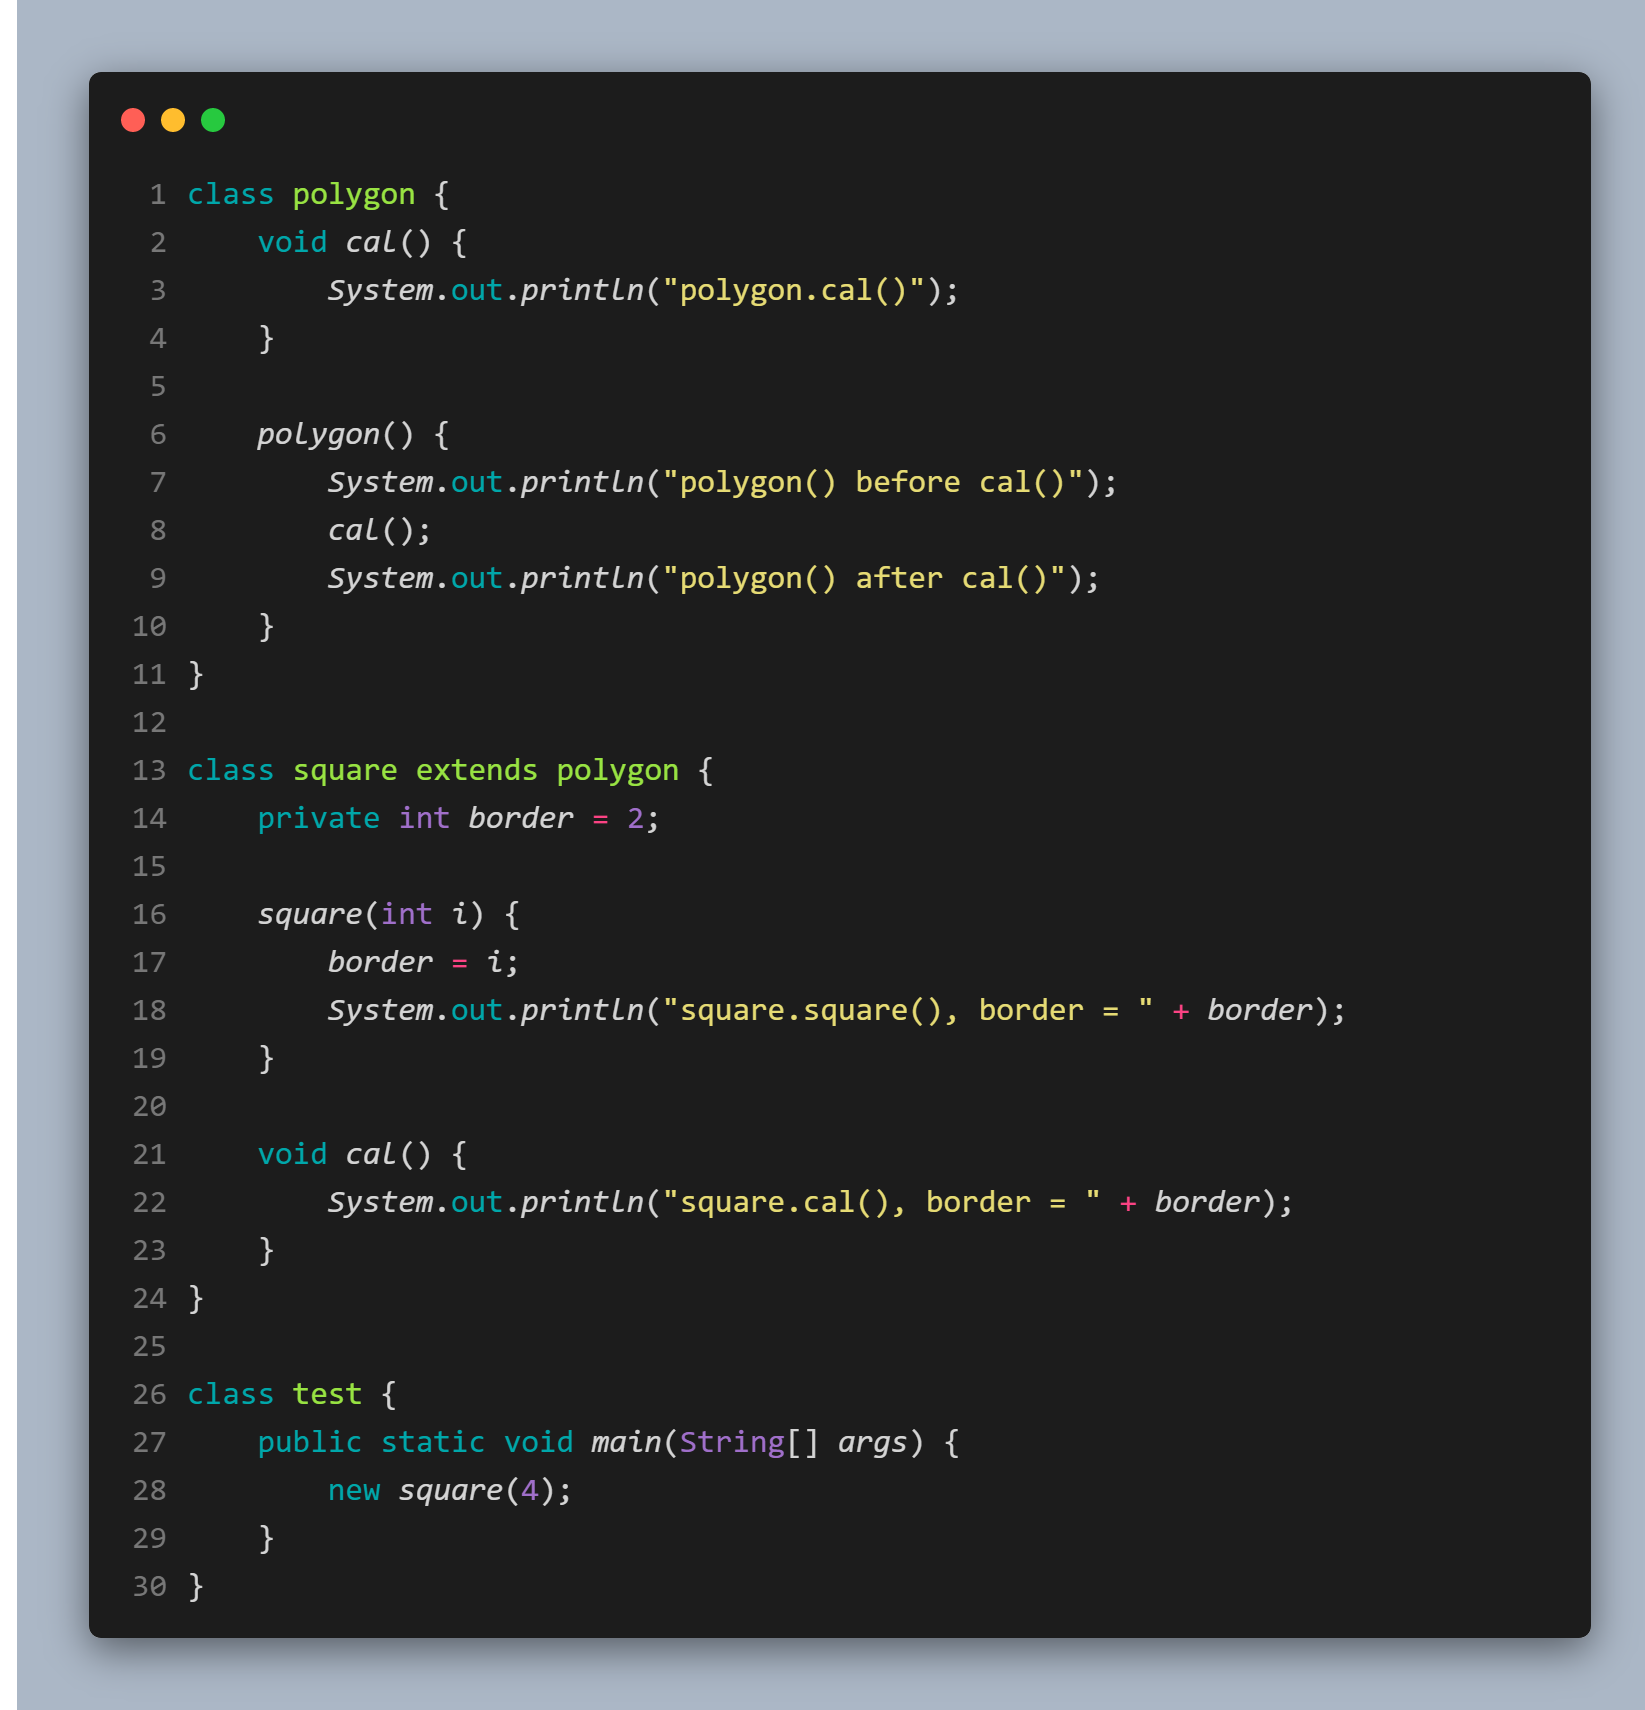 1 class polygon {
2     void cal() {
3         System.out.println("polygon.cal()");
4     }
5
6     polygon() {
7         System.out.println("polygon() before cal()");
8         cal();
9         System.out.println("polygon() after cal()");
10     }
11 }
12
13 class square extends polygon {
14     private int border = 2;
15
16     square(int i) {
17         border = i;
18         System.out.println("square.square(), border = " + border);
19     }
20
21     void cal() {
22         System.out.println("square.cal(), border = " + border);
23     }
24 }
25
26 class test {
27     public static void main(String[] args) {
28         new square(4);
29     }
30 }